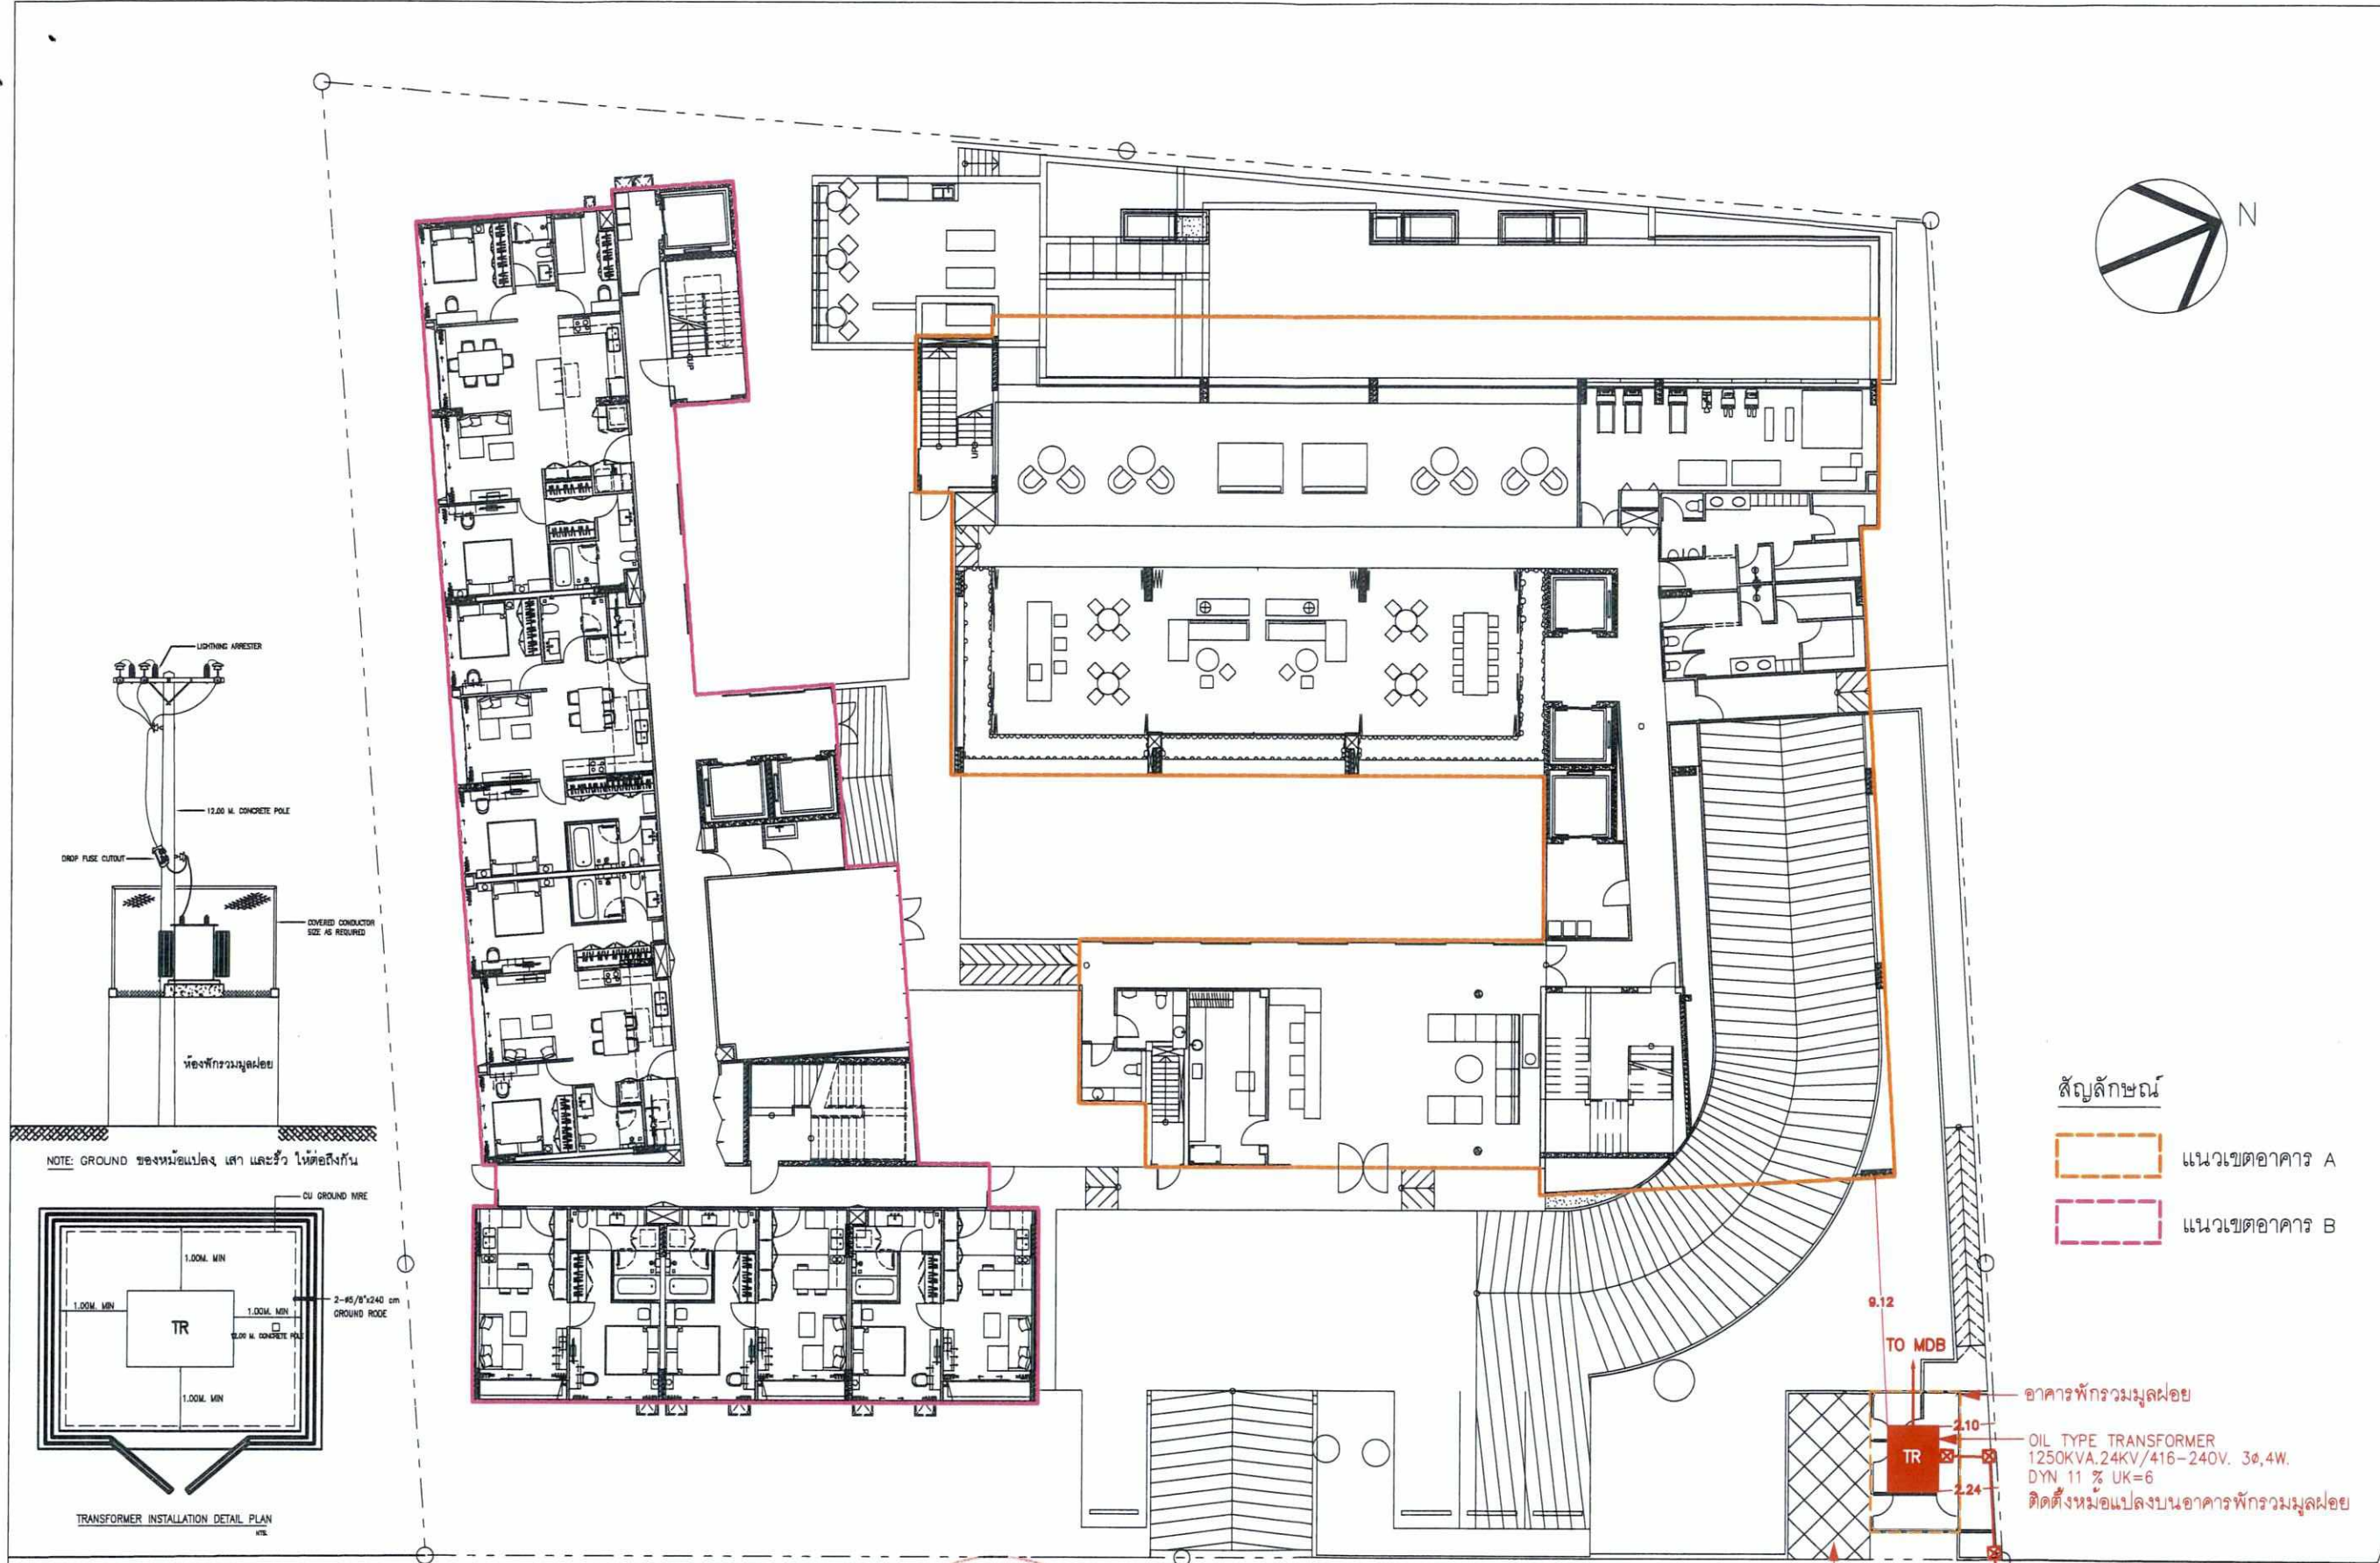 N
UP
UP
LIGHTNING ARRESTER
12.00 M. CONCRETE POLE
DROP FUSE CUTOUT
COVERED CONDUCTOR
SIZE AS REQUIRED
ห้องพักรวมมูลฝอย
NOTE: GROUND ของหม้อแปลง, เสา และรั้ว ให้ต่อถึงกัน
CU GROUND WIRE
1.00M. MIN
1.00M. MIN
1.00M. MIN
TR
12.00 M. CONCRETE POLE
2-ø5/8"x240 cm
GROUND RODE
1.00M. MIN
TRANSFORMER INSTALLATION DETAIL PLAN
NTS.
สัญลักษณ์
แนวเขตอาคาร A
แนวเขตอาคาร B
9.12
TO MDB
อาคารพักรวมมูลฝอย
2.10
TR
OIL TYPE TRANSFORMER
1250KVA.24KV/416-240V. 3ø,4W.
DYN 11 % UK=6
2.24
ติดตั้งหม้อแปลงบนอาคารพักรวมมูลฝอย